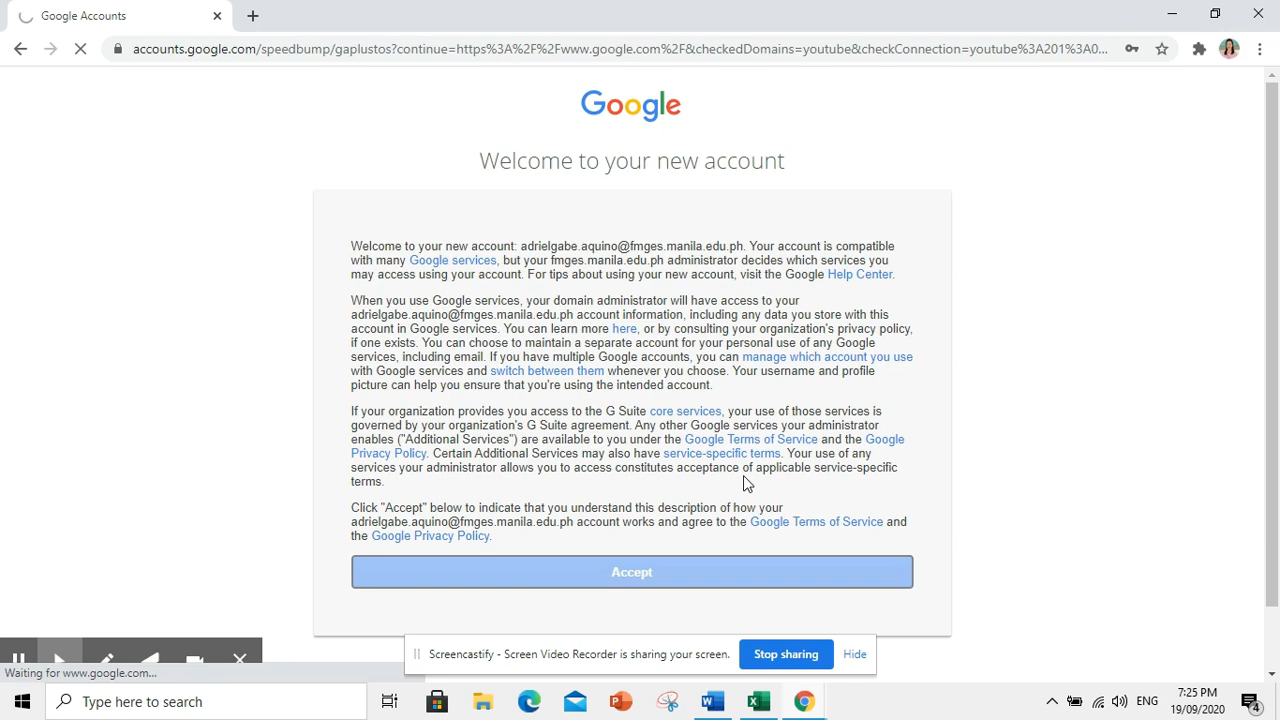 Google Accounts
accounts.google.com/speedbump/gaplustos?continue=https%3A%2F%2Fwww.google.com%2F&checkedDomains=youtube&checkConnection=youtube%3A201%3A0...
Google
Welcome to your new account
Welcome to your new account: adrielgabe.aquino@fmges.manila.edu.ph. Your account is compatible
with many Google services, but your fmges.manila.edu.ph administrator decides which services you
may access using your account. For tips about using your new account, visit the Google Help Center.
When you use Google services, your domain administrator will have access to your
adrielgabe.aquino@fmges.manila.edu.ph account information, including any data you store with this
account in Google services. You can learn more here, or by consulting your organization's privacy policy,
if one exists. You can choose to maintain a separate account for your personal use of any Google
services, including email. If you have multiple Google accounts, you can manage which account you use
with Google services and switch between them whenever you choose. Your username and profile
picture can help you ensure that you're using the intended account.
If your organization provides you access to the G Suite core services, your use of those services is
governed by your organization's G Suite agreement. Any other Google services your administrator
enables ("Additional Services") are available to you under the Google Terms of Service and the Google
Privacy Policy. Certain Additional Services may also have service-specific terms. Your use of any
services your administrator allows you to access constitutes acceptance of applicable service-specific
terms.
Click "Accept" below to indicate that you understand this description of how your
adrielgabe.aquino@fmges.manila.edu.ph account works and agree to the Google Terms of Service and
the Google Privacy Policy.
Accept
Screencastify - Screen Video Recorder is sharing your screen.
Stop sharing
Hide
Waiting for www.google.com...
Type here to search
ENG
7:25 PM
19/09/2020
4